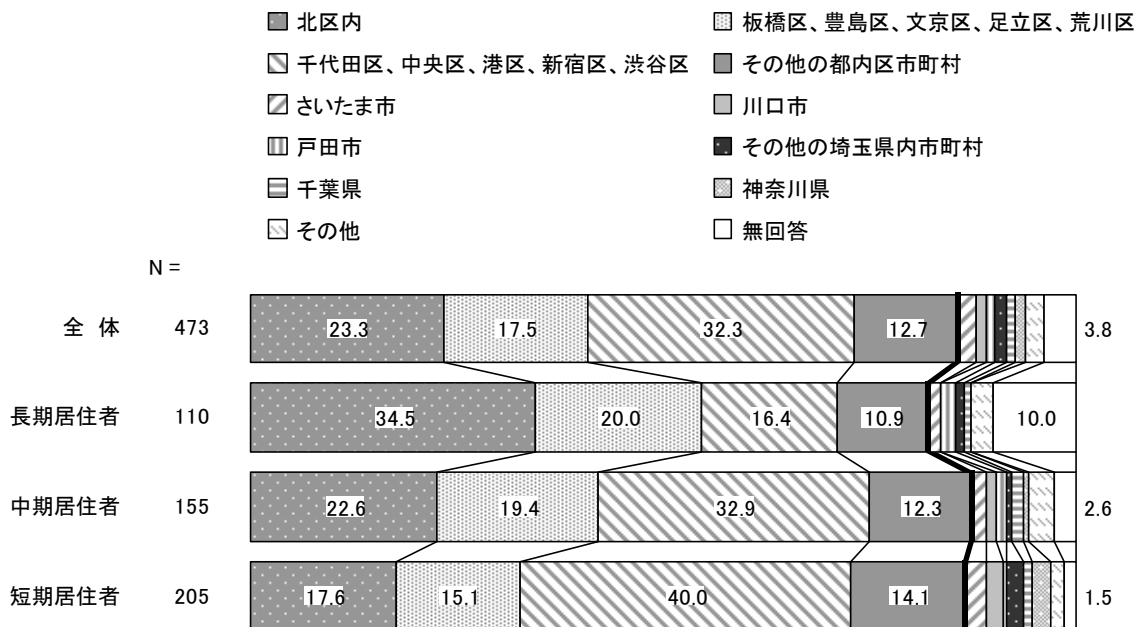 北区内 板橋区、豊島区、文京区、足立区、荒川区
千代田区、中央区、港区、新宿区、渋谷区 その他の都内区市町村
さいたま市 川口市
戸田市 その他の埼玉県内市町村
千葉県 神奈川県
その他 無回答
N =
全 体 473 23.3 17.5 32.3 12.7 3.8
長期居住者 110 34.5 20.0 16.4 10.9 10.0
中期居住者 155 22.6 19.4 32.9 12.3 2.6
短期居住者 205 17.6 15.1 40.0 14.1 1.5